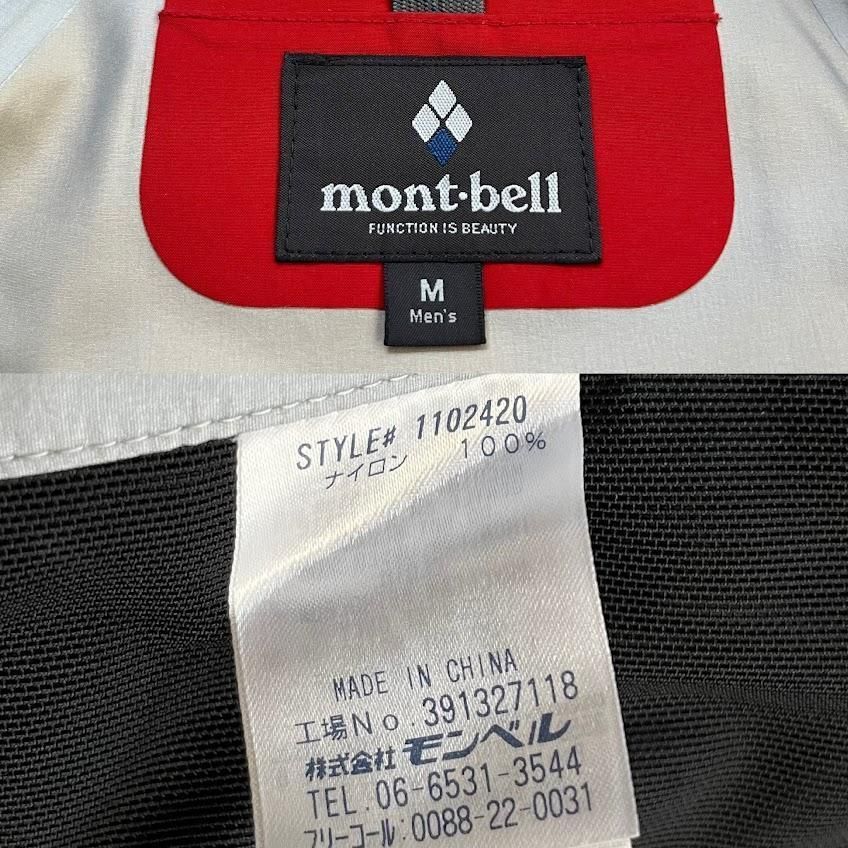 mont·bell
FUNCTION IS BEAUTY
M
Men's
STYLE# 1102420
ナイロン 100%
MADE IN CHINA
工場No.391327118
株式会社モンベル
TEL.06-6531-3544
フリーコール:0088-22-0031